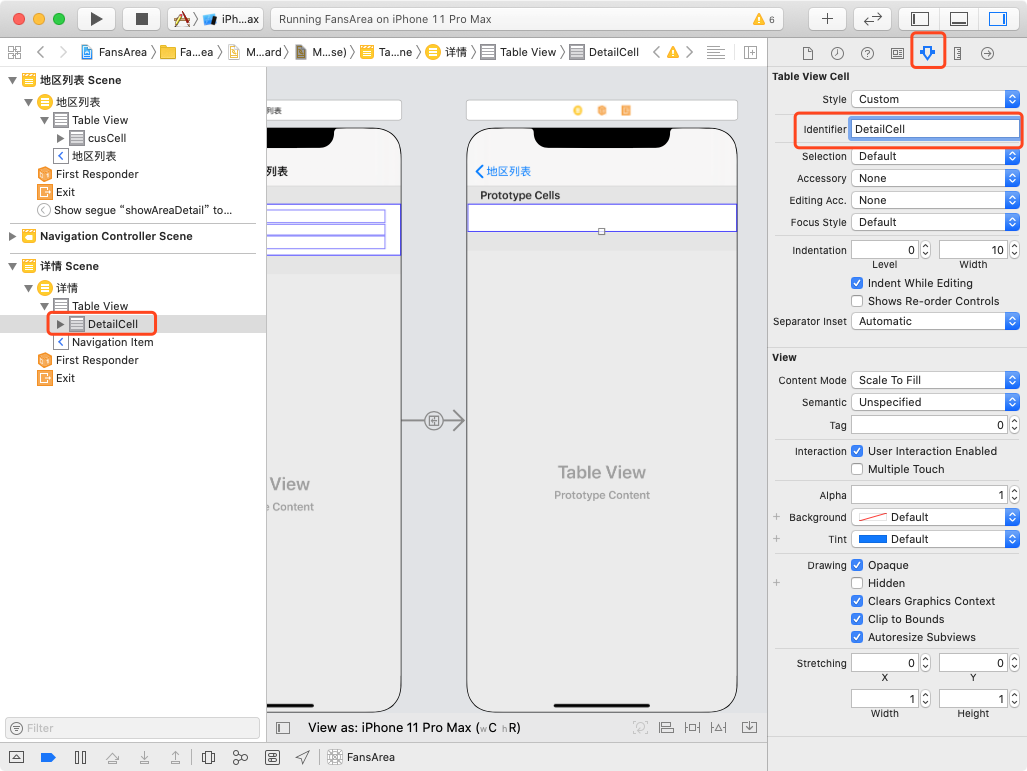 iPh...ax
Running FansArea on iPhone 11 Pro Max
6
FansArea
Fa...ea
M...ard
M...se)
Ta...ne
详情
Table View
DetailCell
地区列表 Scene
地区列表
Table View
cusCell
地区列表
First Responder
Exit
Show segue “showAreaDetail” to...
Navigation Controller Scene
详情 Scene
详情
Table View
DetailCell
Navigation Item
First Responder
Exit
Filter
列表
列表
View
e Content
地区列表
Prototype Cells
Table View
Prototype Content
View as: iPhone 11 Pro Max (wC hR)
FansArea
Table View Cell
Style Custom
Identifier DetailCell
Selection Default
Accessory None
Editing Acc. None
Focus Style Default
Indentation 0 10
Level Width
Indent While Editing
Shows Re-order Controls
Separator Inset Automatic
View
Content Mode Scale To Fill
Semantic Unspecified
Tag 0
Interaction User Interaction Enabled
Multiple Touch
Alpha 1
Background Default
Tint Default
Drawing Opaque
Hidden
Clears Graphics Context
Clip to Bounds
Autoresize Subviews
Stretching 0 0
X Y
1 1
Width Height